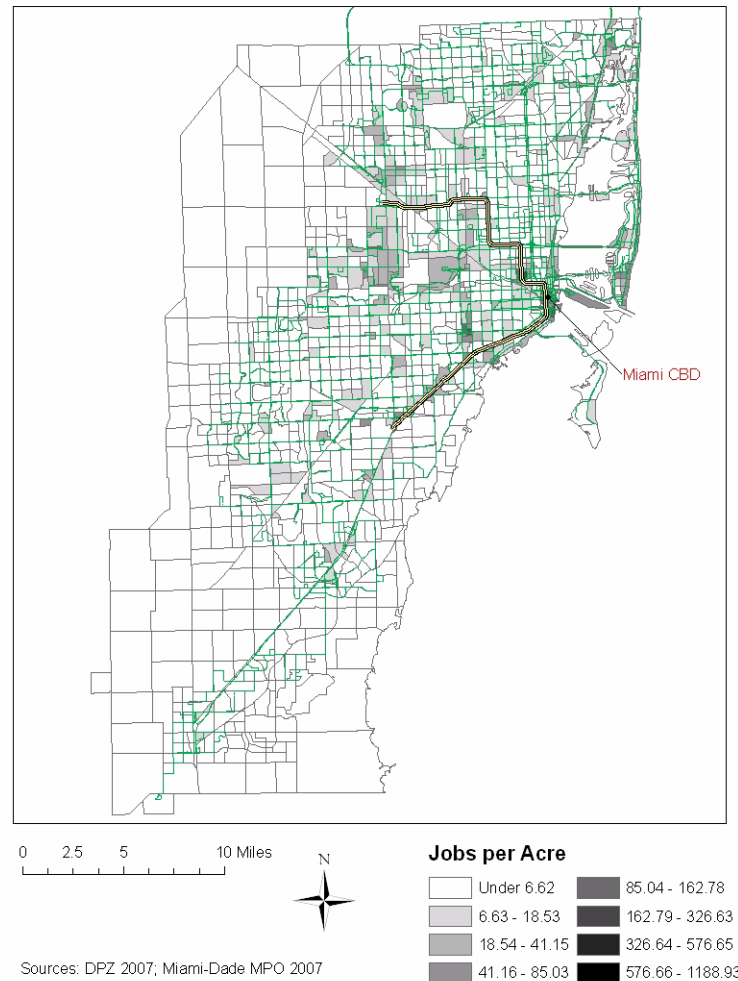 Miami CBD
0 2.5 5 10 Miles
N
Jobs per Acre
Under 6.62
6.63 - 18.53
18.54 - 41.15
41.16 - 85.03
85.04 - 162.78
162.79 - 326.63
326.64 - 576.65
576.66 - 1188.93
Sources: DPZ 2007; Miami-Dade MPO 2007